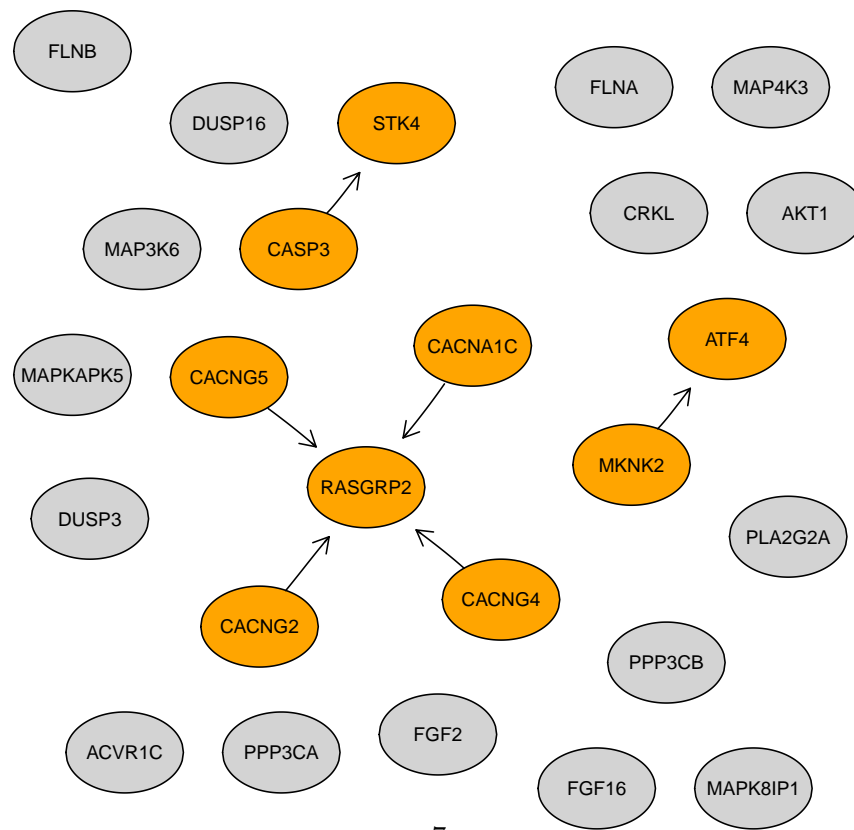 FLNB
FLNA
MAP4K3
DUSP16
STK4
CRKL
AKT1
MAP3K6
CASP3
ATF4
CACNA1C
MAPKAPK5
CACNG5
MKNK2
RASGRP2
DUSP3
PLA2G2A
CACNG4
CACNG2
PPP3CB
FGF2
ACVR1C
PPP3CA
FGF16
MAPK8IP1